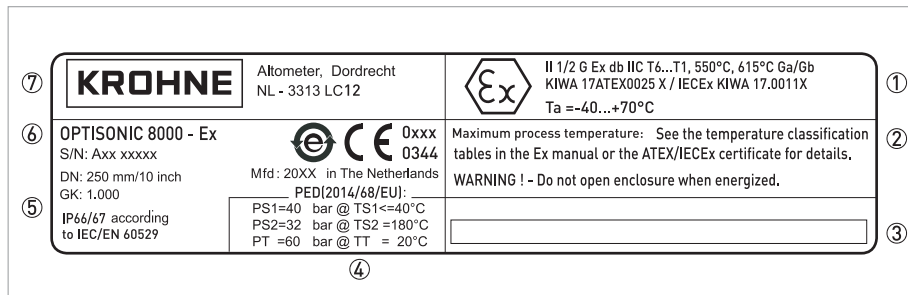 ⑦ KROHNE
Altometer, Dordrecht
NL - 3313 LC12
Ex
II 1/2 G Ex db IIC T6...T1, 550°C, 615°C Ga/Gb
KIWA 17ATEX0025 X / IECEx KIWA 17.0011X
Ta =-40...+70°C
①
⑥ OPTISONIC 8000 - Ex
S/N: Axx xxxxx
DN: 250 mm/10 inch
GK: 1.000
⑤ IP66/67 according
to IEC/EN 60529
e CE 0xxx
0344
Mfd : 20XX in The Netherlands
PED(2014/68/EU):
PS1=40 bar @ TS1<=40°C
PS2=32 bar @ TS2 =180°C
PT =60 bar @ TT = 20°C
④
Maximum process temperature: See the temperature classification
tables in the Ex manual or the ATEX/IECEx certificate for details.
WARNING ! - Do not open enclosure when energized.
②
③